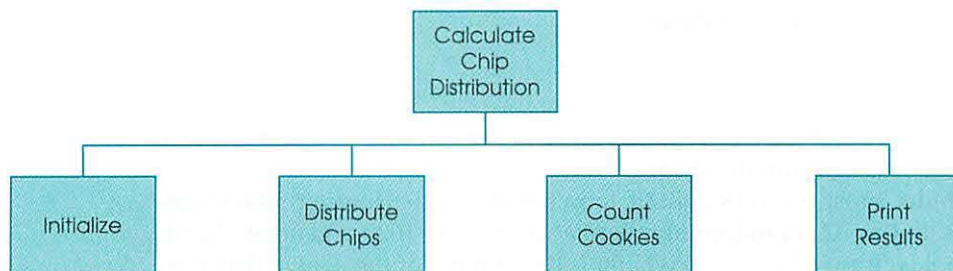 Calculate
Chip
Distribution
Initialize
Distribute
Chips
Count
Cookies
Print
Results